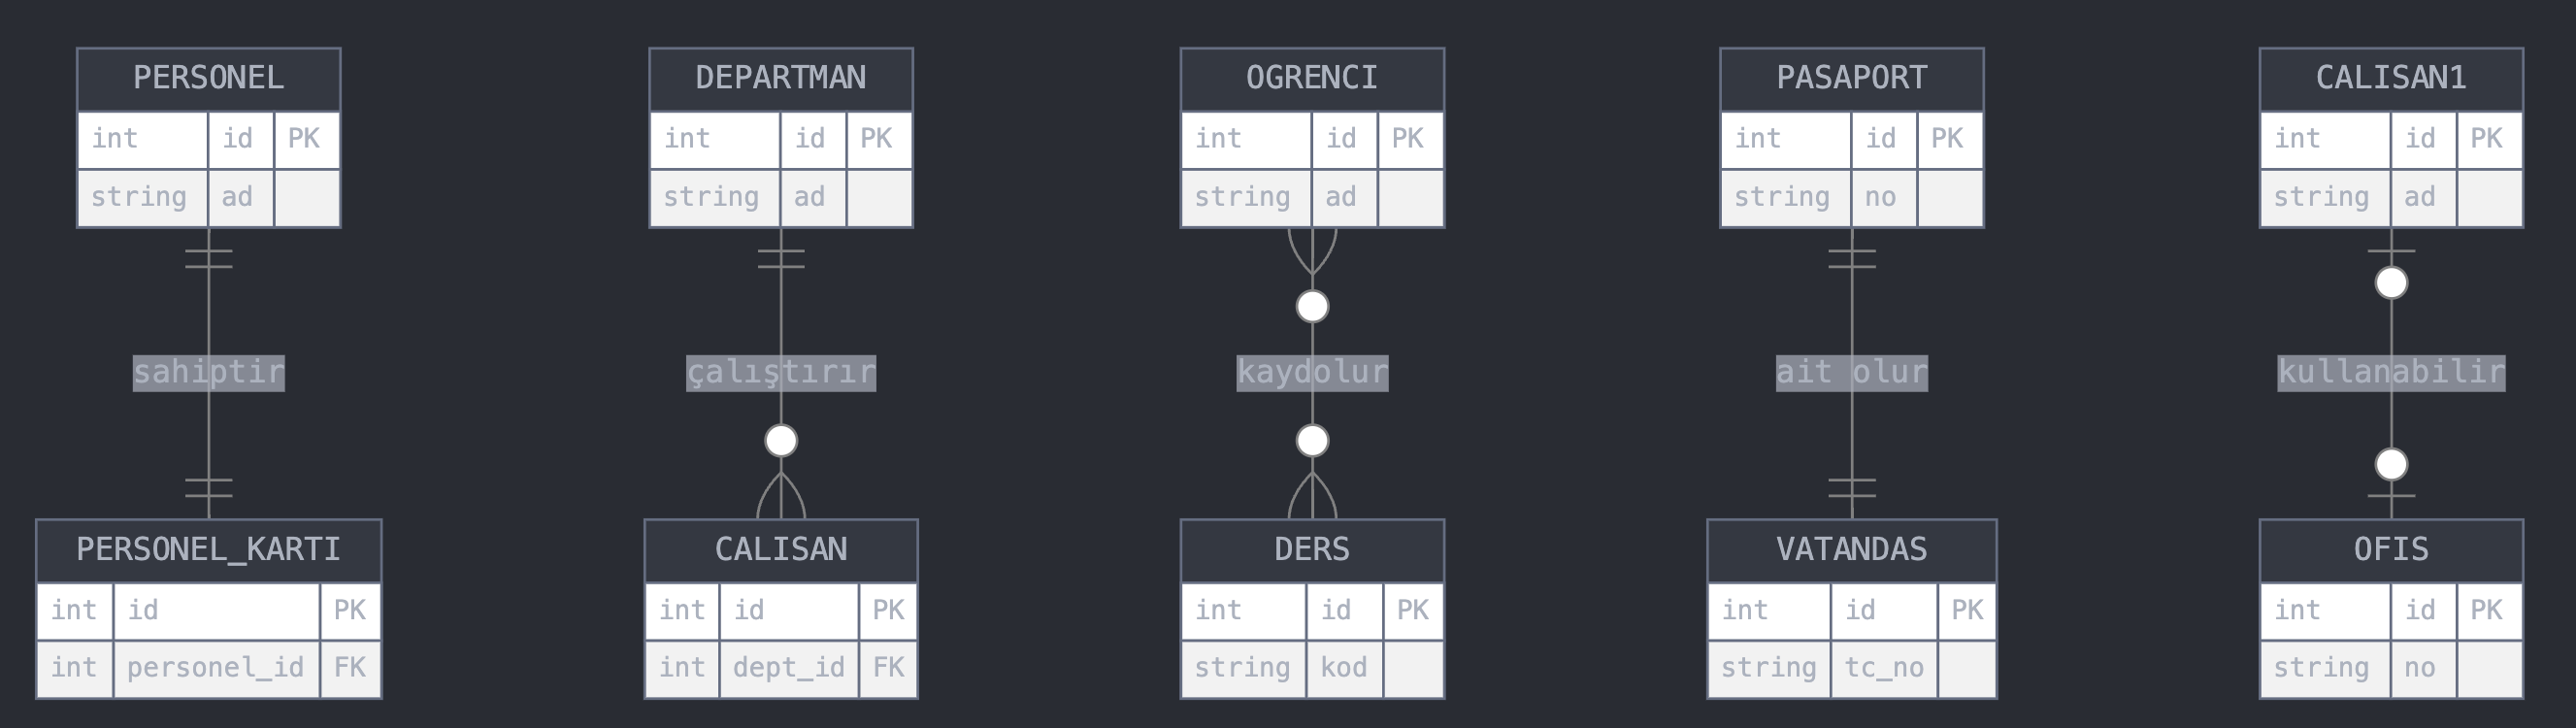 PERSONEL
int id PK
string ad
sahiptir
PERSONEL_KARTI
int id PK
int personel_id FK
DEPARTMAN
int id PK
string ad
çalıştırır
CALISAN
int id PK
int dept_id FK
OGRENCI
int id PK
string ad
kaydolur
DERS
int id PK
string kod
PASAPORT
int id PK
string no
ait olur
VATANDAS
int id PK
string tc_no
CALISAN1
int id PK
string ad
kullanabilir
OFIS
int id PK
string no